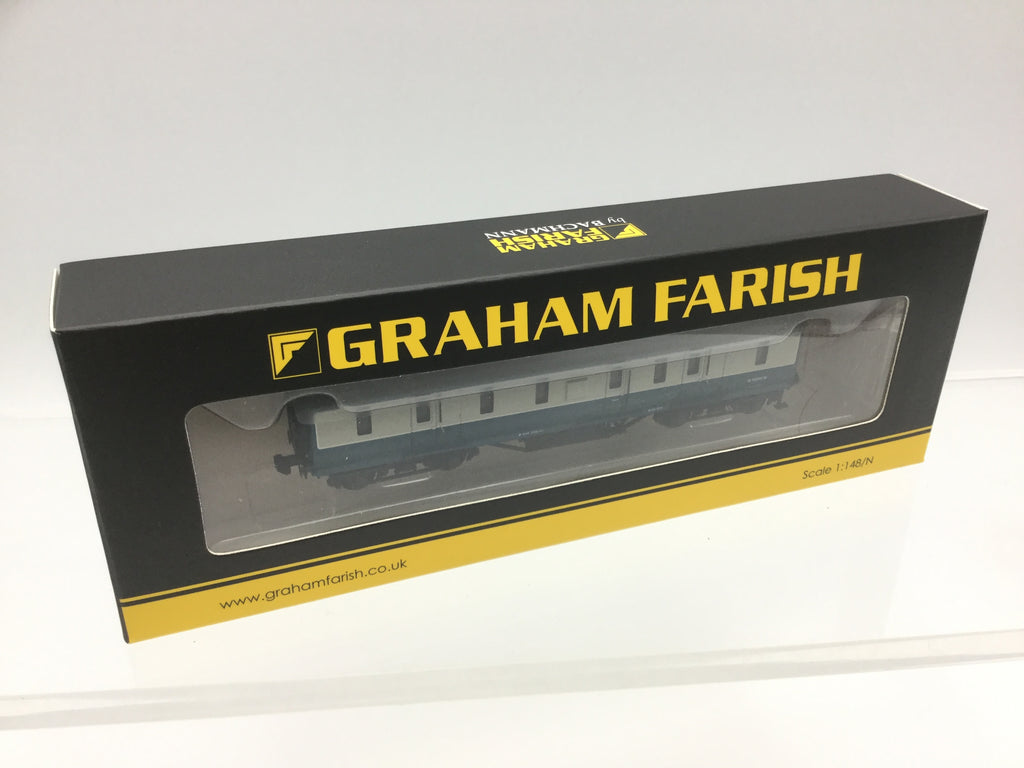 GRAHAM
FARISH
by BACHMANN
GRAHAM FARISH
Scale 1:148/N
www.grahamfarish.co.uk